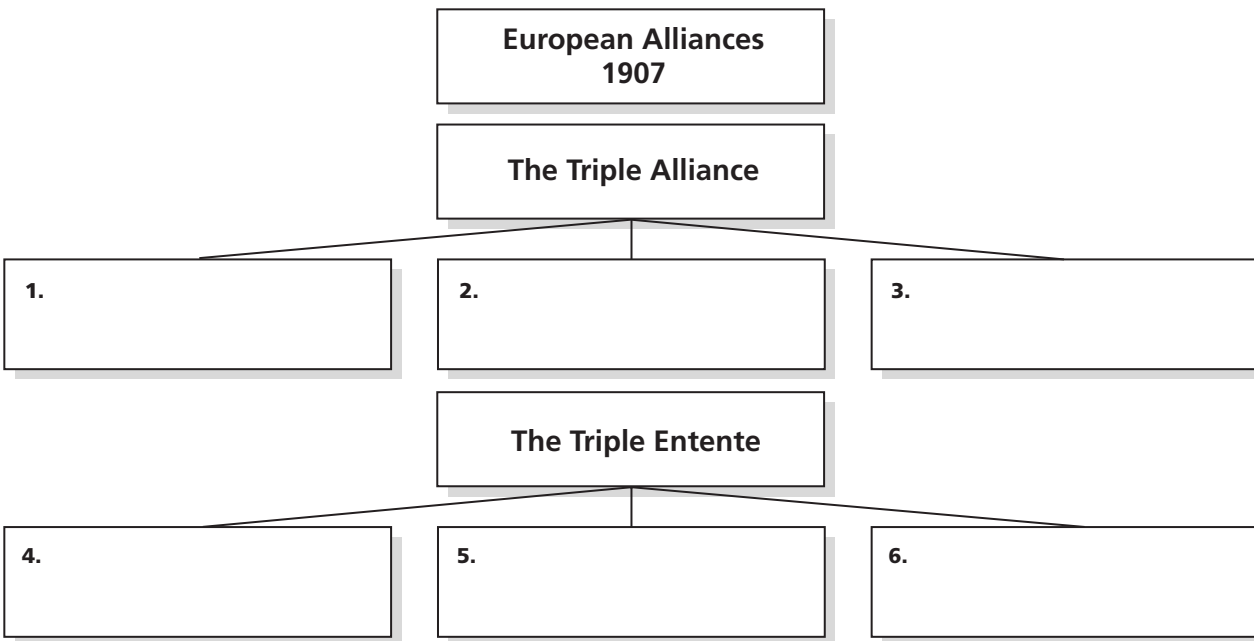 European Alliances
1907
The Triple Alliance
1.
2.
3.
The Triple Entente
4.
5.
6.